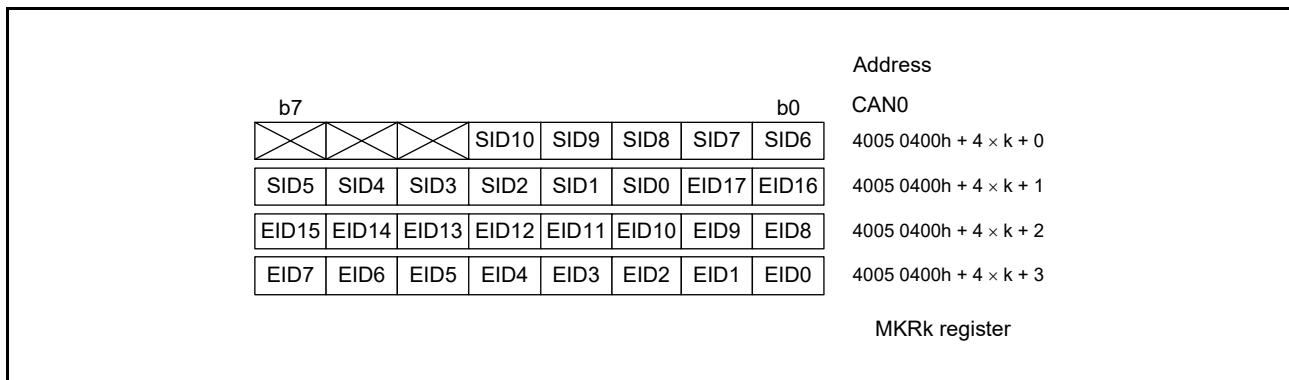 Address
b7 b0 CAN0
SID10 SID9 SID8 SID7 SID6 4005 0400h + 4 × k + 0
SID5 SID4 SID3 SID2 SID1 SID0 EID17 EID16 4005 0400h + 4 × k + 1
EID15 EID14 EID13 EID12 EID11 EID10 EID9 EID8 4005 0400h + 4 × k + 2
EID7 EID6 EID5 EID4 EID3 EID2 EID1 EID0 4005 0400h + 4 × k + 3
MKRk register